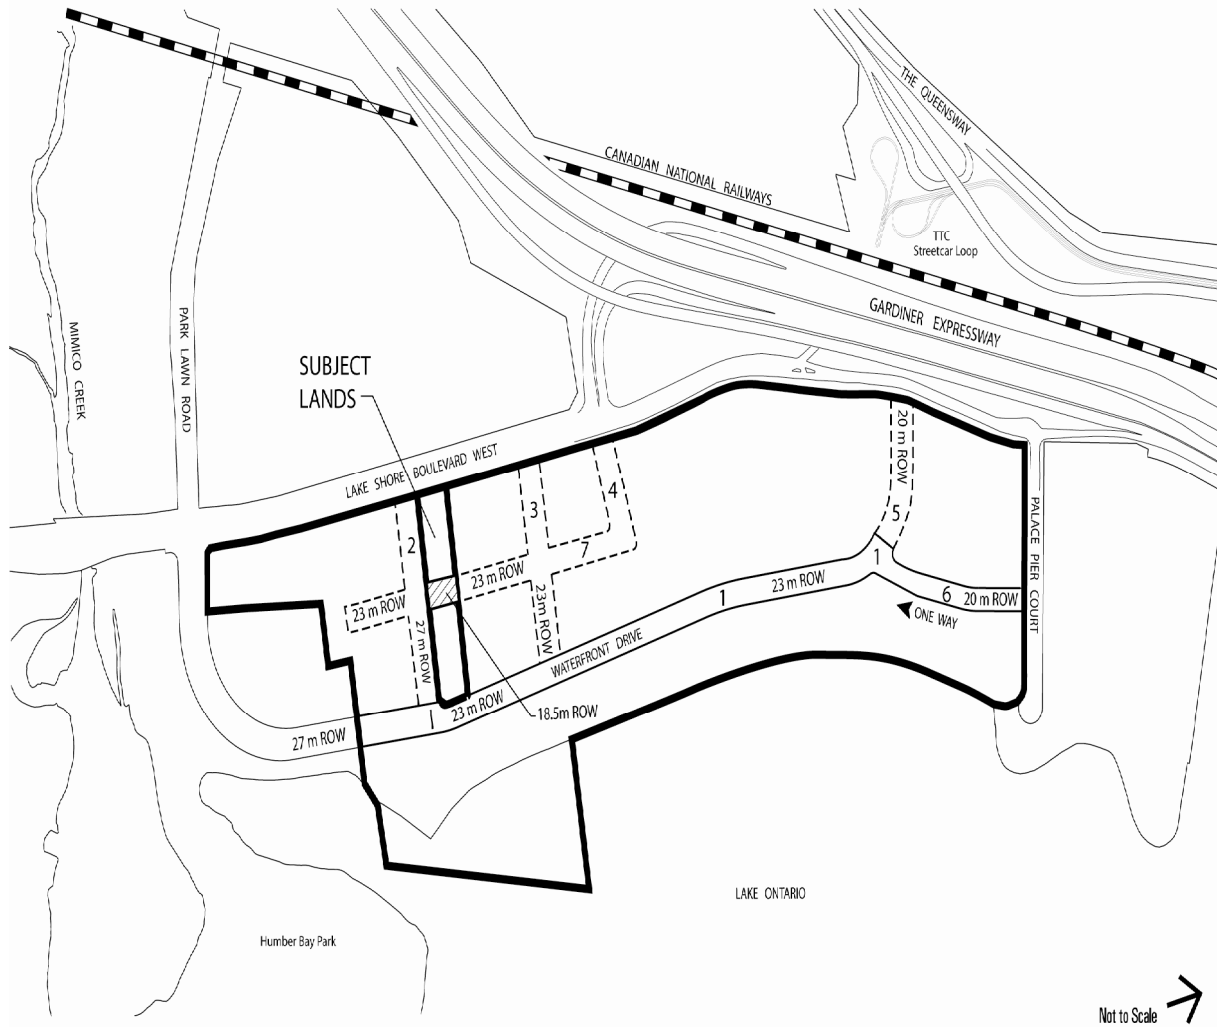 THE QUEENSWAY
CANADIAN NATIONAL RAILWAYS
TTC
Streetcar Loop
GARDINER EXPRESSWAY
MIMICO CREEK
PARK LAWN ROAD
SUBJECT
LANDS
LAKE SHORE BOULEVARD WEST
20 m ROW
4
3
5
2
7
1
PALACE PIER COURT
23 m ROW
23 m ROW
23 m ROW
6
20 m ROW
23m ROW
1
ONE WAY
27 m ROW
WATERFRONT DRIVE
23 m ROW
18.5m ROW
1
27 m ROW
LAKE ONTARIO
Humber Bay Park
Not to Scale